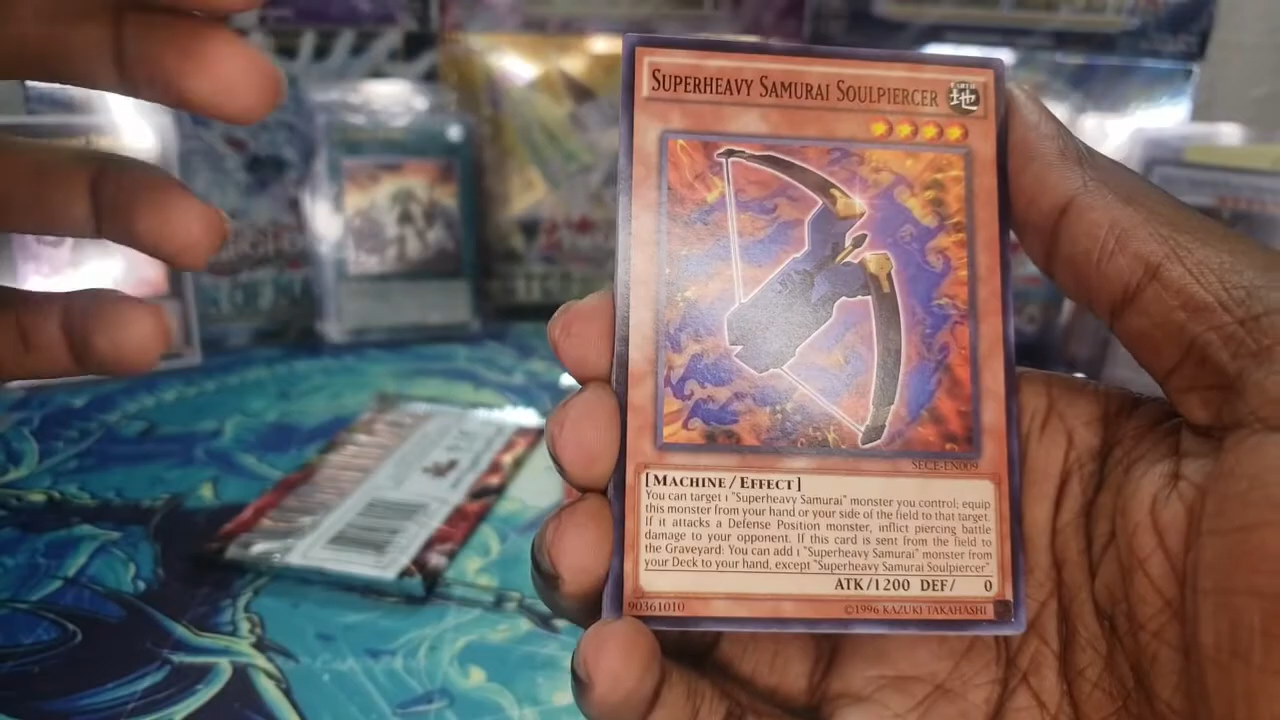 SUPERHEAVY SAMURAI SOULPIERCER
EARTH
地
SECE-EN009
[MACHINE/EFFECT]
You can target 1 "Superheavy Samurai" monster you control; equip
this monster from your hand or your side of the field to that target.
If it attacks a Defense Position monster, inflict piercing battle
damage to your opponent. If this card is sent from the field to
the Graveyard: You can add 1 "Superheavy Samurai" monster from
your Deck to your hand, except "Superheavy Samurai Soulpiercer".
ATK/1200 DEF/ 0
90361010
©1996 KAZUKI TAKAHASHI